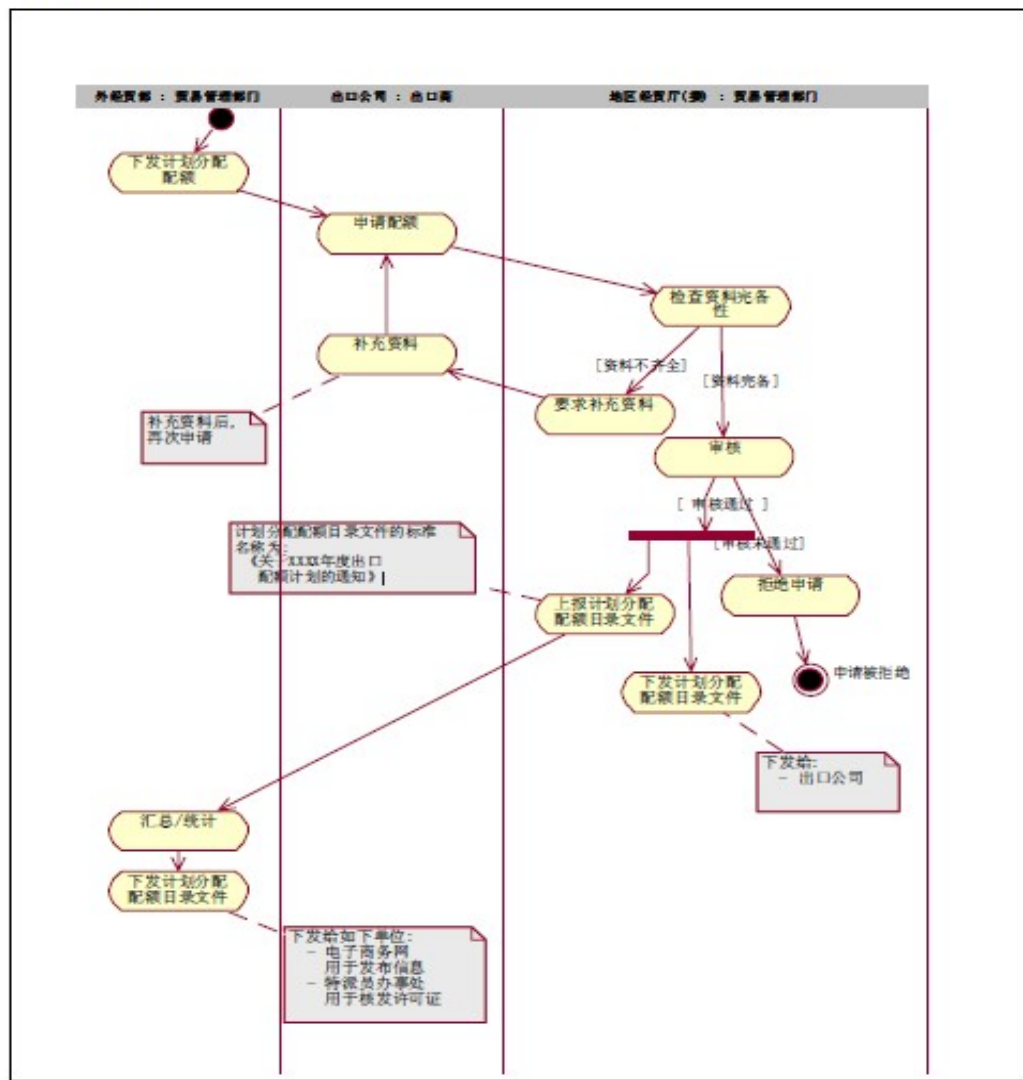 外经贸部 : 贸易管理部门
出口公司 : 出口商
地区经贸厅(委) : 贸易管理部门
下发计划分配
配额
申请配额
检查资料完备
性
补充资料
[资料不齐全]
[资料完备]
要求补充资料
补充资料后,
再次申请
审核
[ 审核通过 ]
计划分配配额目录文件的标准
名称为:
《关 XXXX年度出口
配额计划的通知》
[审核未通过]
拒绝申请
上报计划分配
配额目录文件
申请被拒绝
下发计划分配
配额目录文件
下发给:
- 出口公司
汇总/统计
下发计划分配
配额目录文件
下发给如下单位:
- 电子商务网
用于发布信息
- 特派员办事处
用于核发许可证